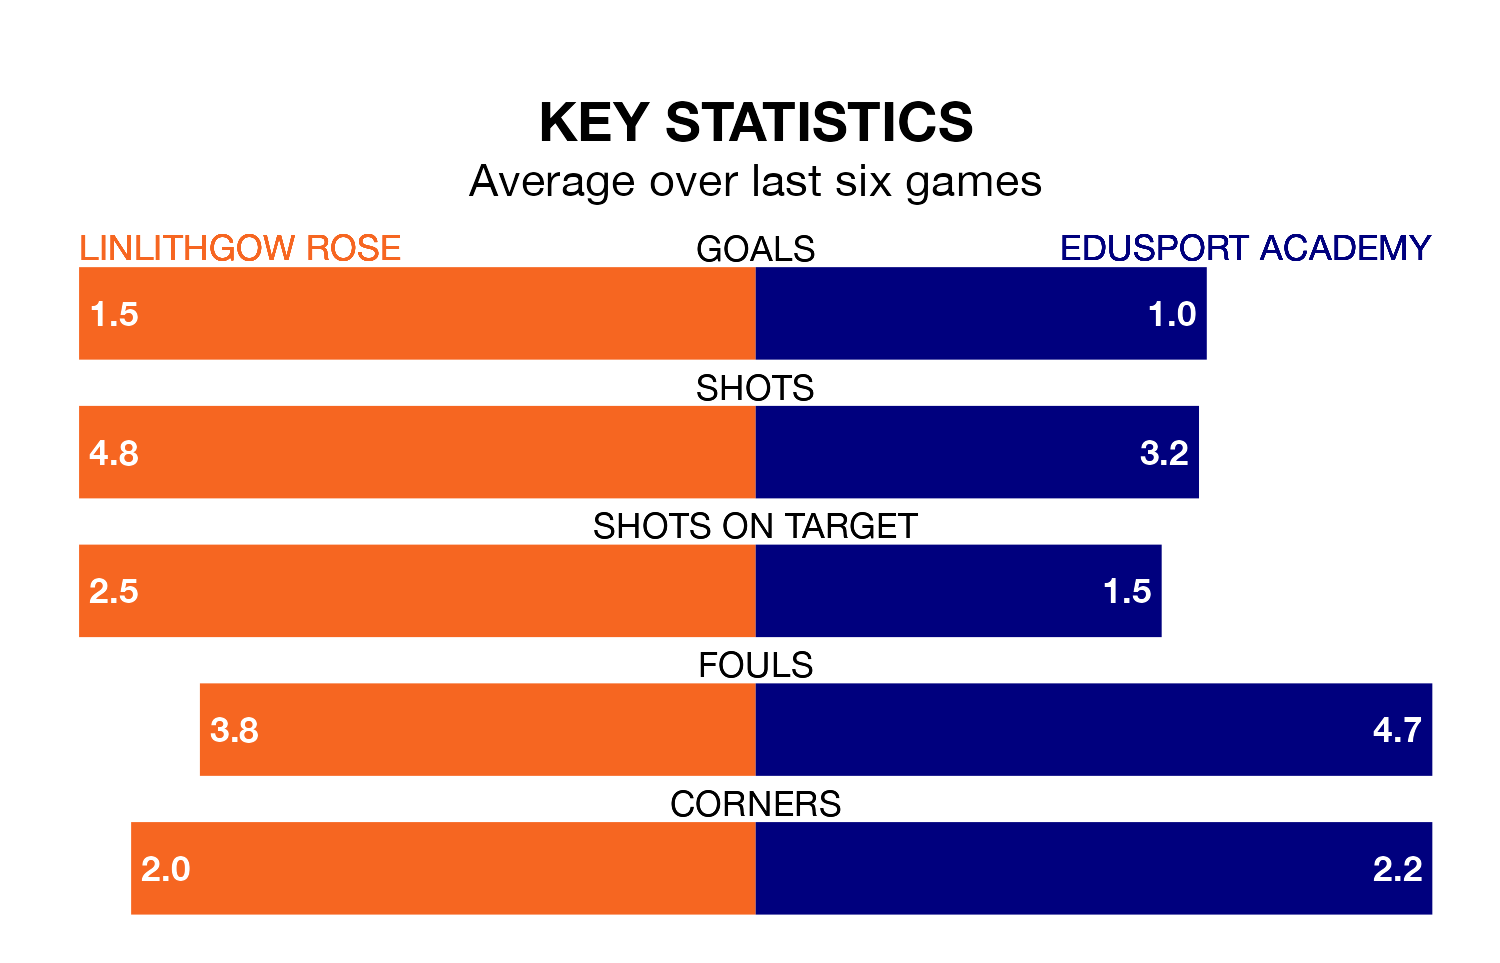 KEY STATISTICS
Average over last six games
LINLITHGOW ROSE GOALS EDUSPORT ACADEMY
1.5 1.0
SHOTS
4.8 3.2
SHOTS ON TARGET
2.5 1.5
FOULS
3.8 4.7
CORNERS
2.0 2.2